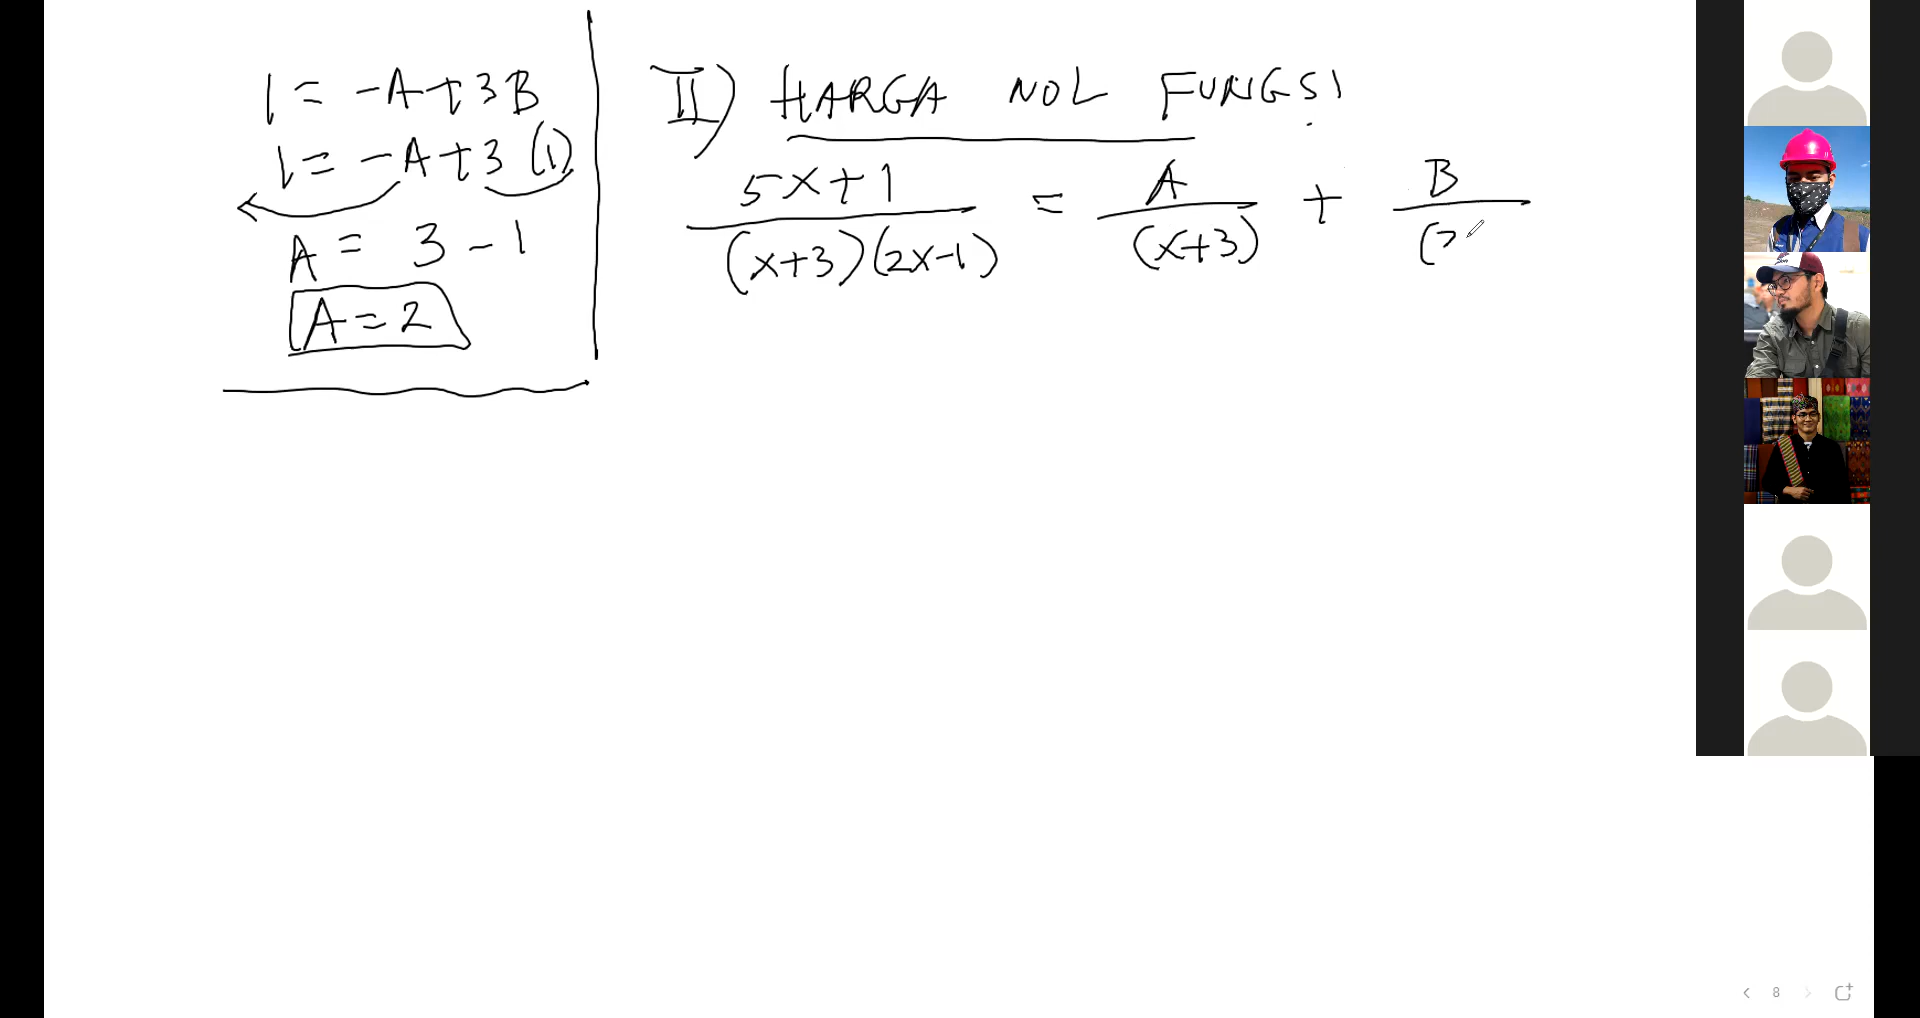 1 = -A + 3B
1 = -A + 3 (1)
A = 3 - 1
A = 2
II) HARGA NOL FUNGSI
5x + 1 / (x+3)(2x-1) = A / (x+3) + B / (2
8